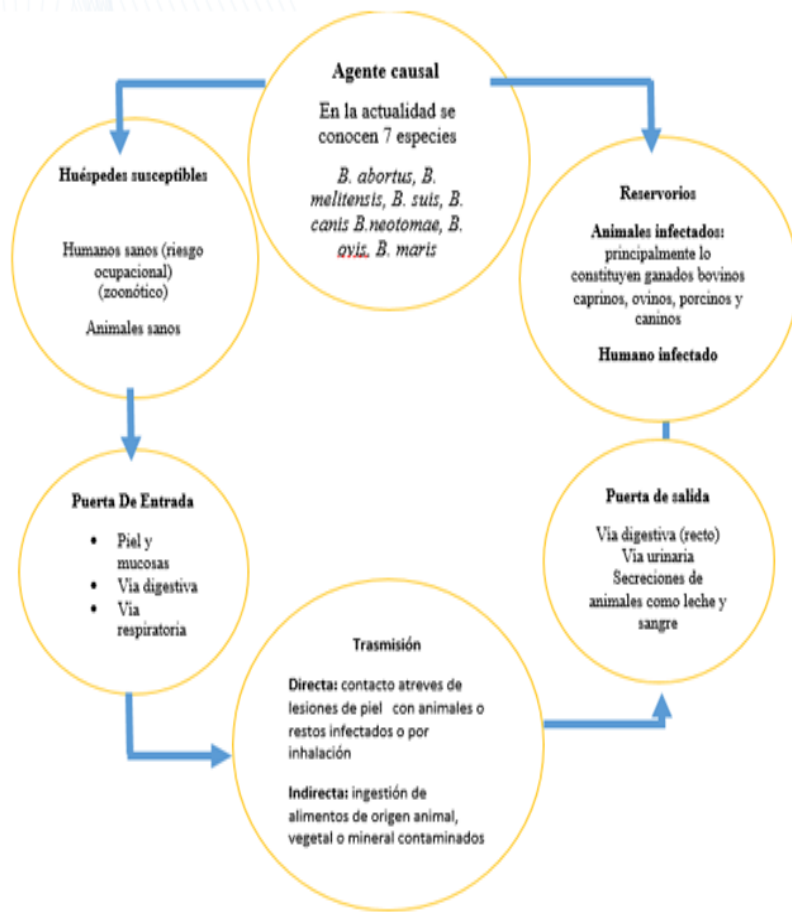 Agente causal
En la actualidad se
conocen 7 especies
B. abortus, B.
melitensis, B. suis, B.
canis B.neotomae, B.
ovis, B. maris
Huéspedes susceptibles
Humanos sanos (riesgo
ocupacional)
(zoonótico)
Animales sanos
Reservorios
Animales infectados:
principalmente lo
constituyen ganados bovinos
caprinos, ovinos, porcinos y
caninos
Humano infectado
Puerta De Entrada
• Piel y
mucosas
• Via digestiva
• Via
respiratoria
Puerta de salida
Via digestiva (recto)
Via urinaria
Secreciones de
animales como leche y
sangre
Trasmisión
Directa: contacto atreves de
lesiones de piel con animales o
restos infectados o por
inhalación
Indirecta: ingestión de
alimentos de origen animal,
vegetal o mineral contaminados